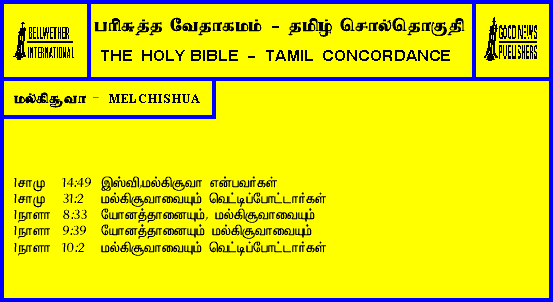 BELLWETHER
INTERNATIONAL
பரிசுத்த வேதாகமம் - தமிழ் சொல்தொகுதி
THE HOLY BIBLE - TAMIL CONCORDANCE
GOOD NEWS
PUBLISHERS
மல்கிசூவா - MELCHISHUA
1சாமு 14:49 இஸ்வி,மல்கிசூவா என்பவர்கள்
1சாமு 31:2 மல்கிசூவாவையும் வெட்டிப்போட்டார்கள்
1நாளா 8:33 யோனத்தானையும், மல்கிசூவாவையும்
1நாளா 9:39 யோனத்தானையும் மல்கிசூவாவையும்
1நாளா 10:2 மல்கிசூவாவையும் வெட்டிப்போட்டார்கள்